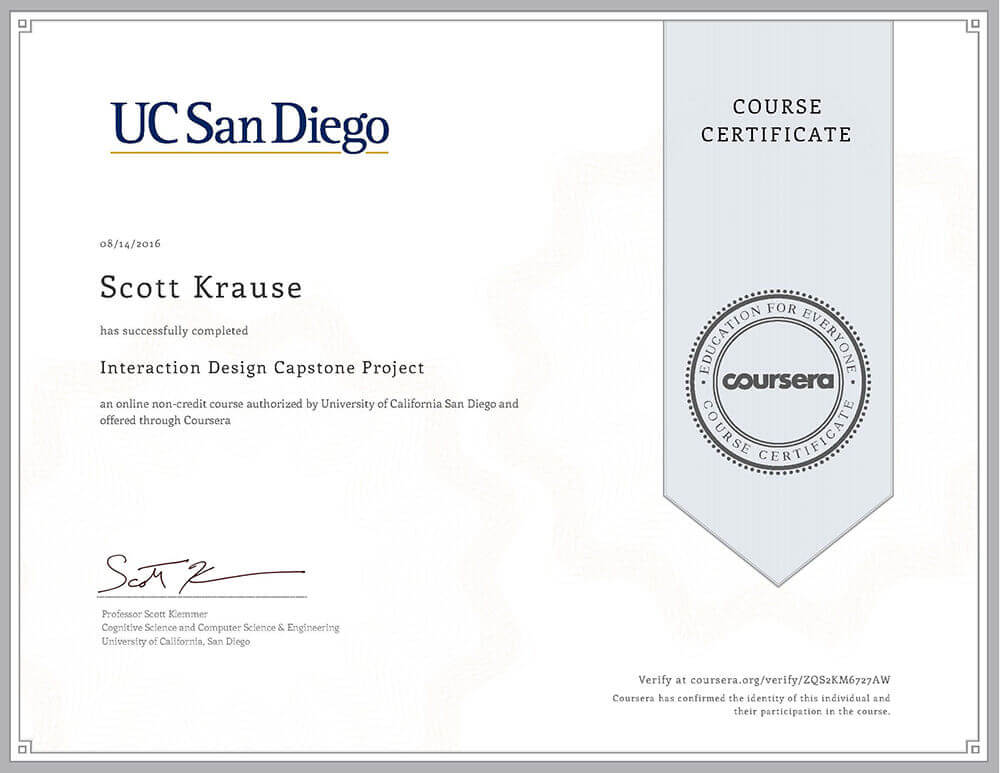 UC San Diego
COURSE
CERTIFICATE
08/14/2016
Scott Krause
has successfully completed
Interaction Design Capstone Project
an online non-credit course authorized by University of California San Diego and
offered through Coursera
EDUCATION FOR EVERYONE
coursera
COURSE CERTIFICATE
Scott K
Professor Scott Klemmer
Cognitive Science and Computer Science & Engineering
University of California, San Diego
Verify at coursera.org/verify/ZQS2KM6727AW
Coursera has confirmed the identity of this individual and
their participation in the course.